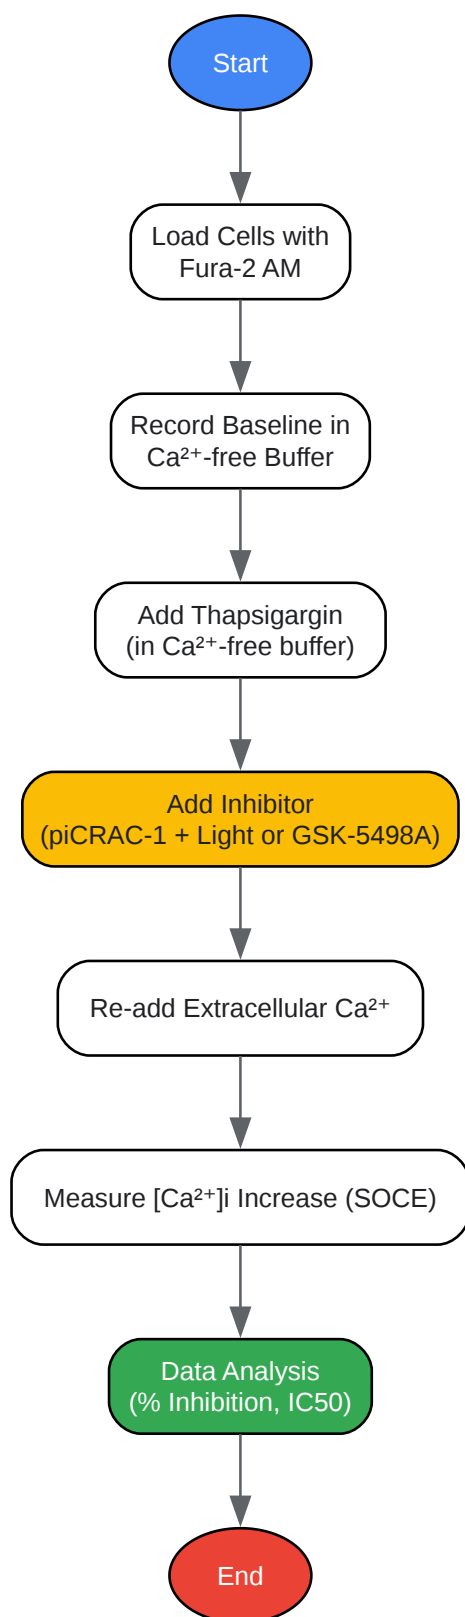 Start
Load Cells with
Fura-2 AM
Record Baseline in
Ca²⁺-free Buffer
Add Thapsigargin
(in Ca²⁺-free buffer)
Add Inhibitor
(piCRAC-1 + Light or GSK-5498A)
Re-add Extracellular Ca²⁺
Measure [Ca²⁺]i Increase (SOCE)
Data Analysis
(% Inhibition, IC50)
End